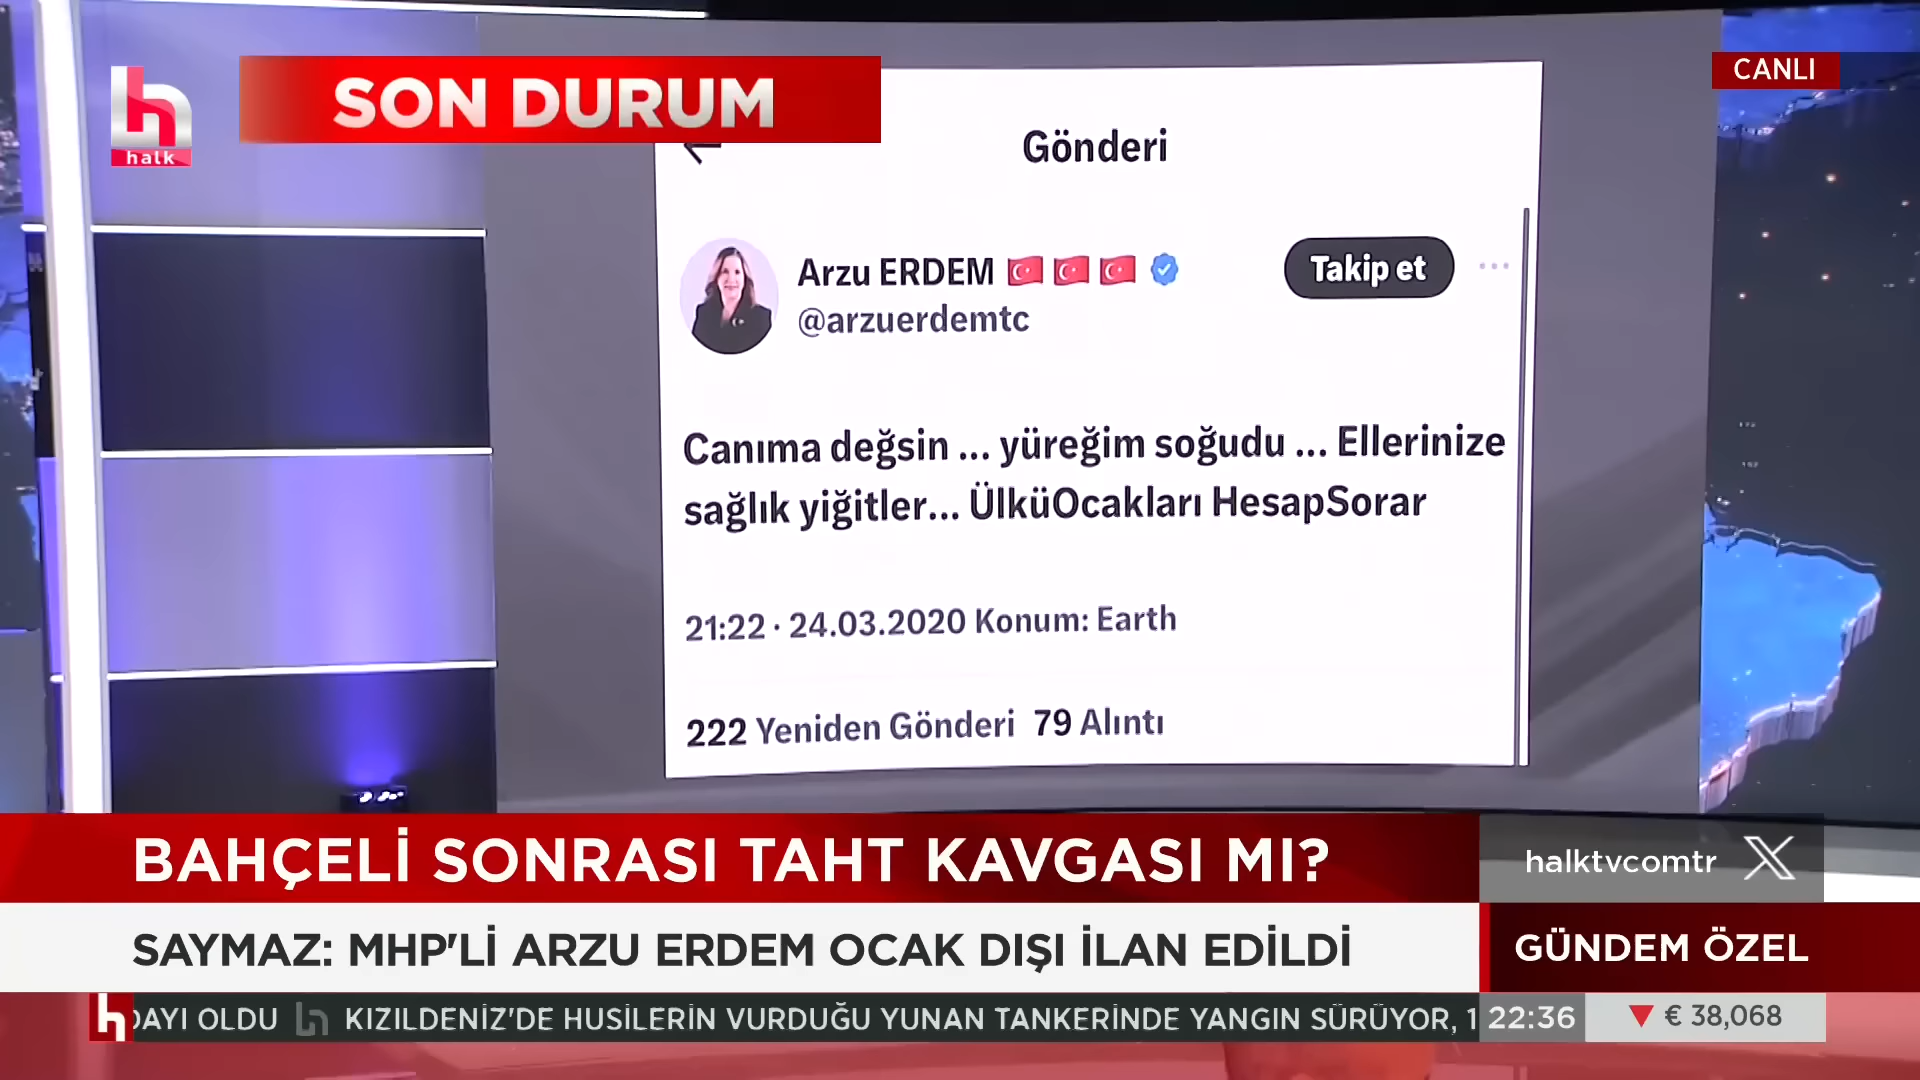 SON DURUM
halk
CANLI
Gönderi
Arzu ERDEM
Takip et
@arzuerdemtc
Canıma değsin ... yüreğim soğudu ... Ellerinize
sağlık yiğitler... ÜlküOcakları HesapSorar
21:22 · 24.03.2020 Konum: Earth
222 Yeniden Gönderi 79 Alıntı
BAHÇELİ SONRASI TAHT KAVGASI MI?
halktvcomtr X
SAYMAZ: MHP'Lİ ARZU ERDEM OCAK DIŞI İLAN EDİLDİ
GÜNDEM ÖZEL
DAYI OLDU h KIZILDENİZ'DE HUSİLERİN VURDUĞU YUNAN TANKERİNDE YANGIN SÜRÜYOR, 1
22:36
€ 38,068